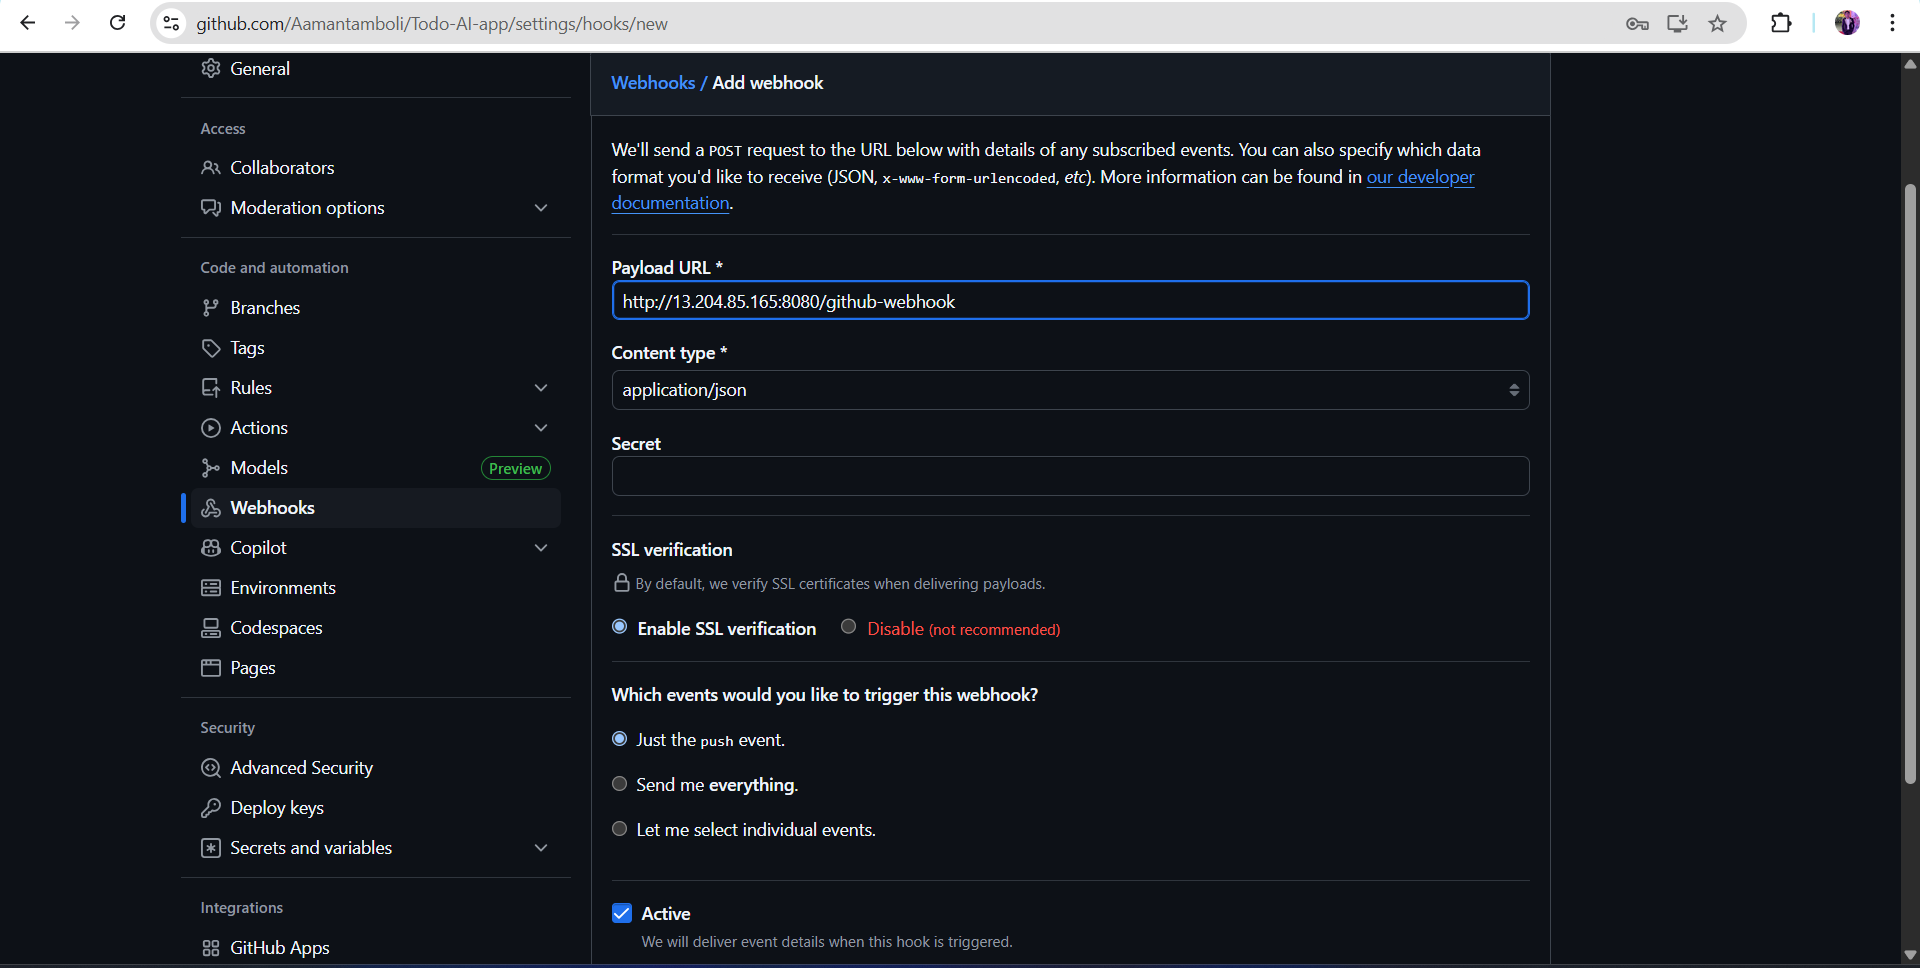 github.com/Aamantamboli/Todo-AI-app/settings/hooks/new
General
Access
Collaborators
Moderation options
Code and automation
Branches
Tags
Rules
Actions
Models
Preview
Webhooks
Copilot
Environments
Codespaces
Pages
Security
Advanced Security
Deploy keys
Secrets and variables
Integrations
GitHub Apps
Webhooks / Add webhook
We'll send a POST request to the URL below with details of any subscribed events. You can also specify which data
format you'd like to receive (JSON, x-www-form-urlencoded, etc). More information can be found in our developer
documentation.
Payload URL *
http://13.204.85.165:8080/github-webhook
Content type *
application/json
Secret
SSL verification
By default, we verify SSL certificates when delivering payloads.
Enable SSL verification
Disable (not recommended)
Which events would you like to trigger this webhook?
Just the push event.
Send me everything.
Let me select individual events.
Active
We will deliver event details when this hook is triggered.